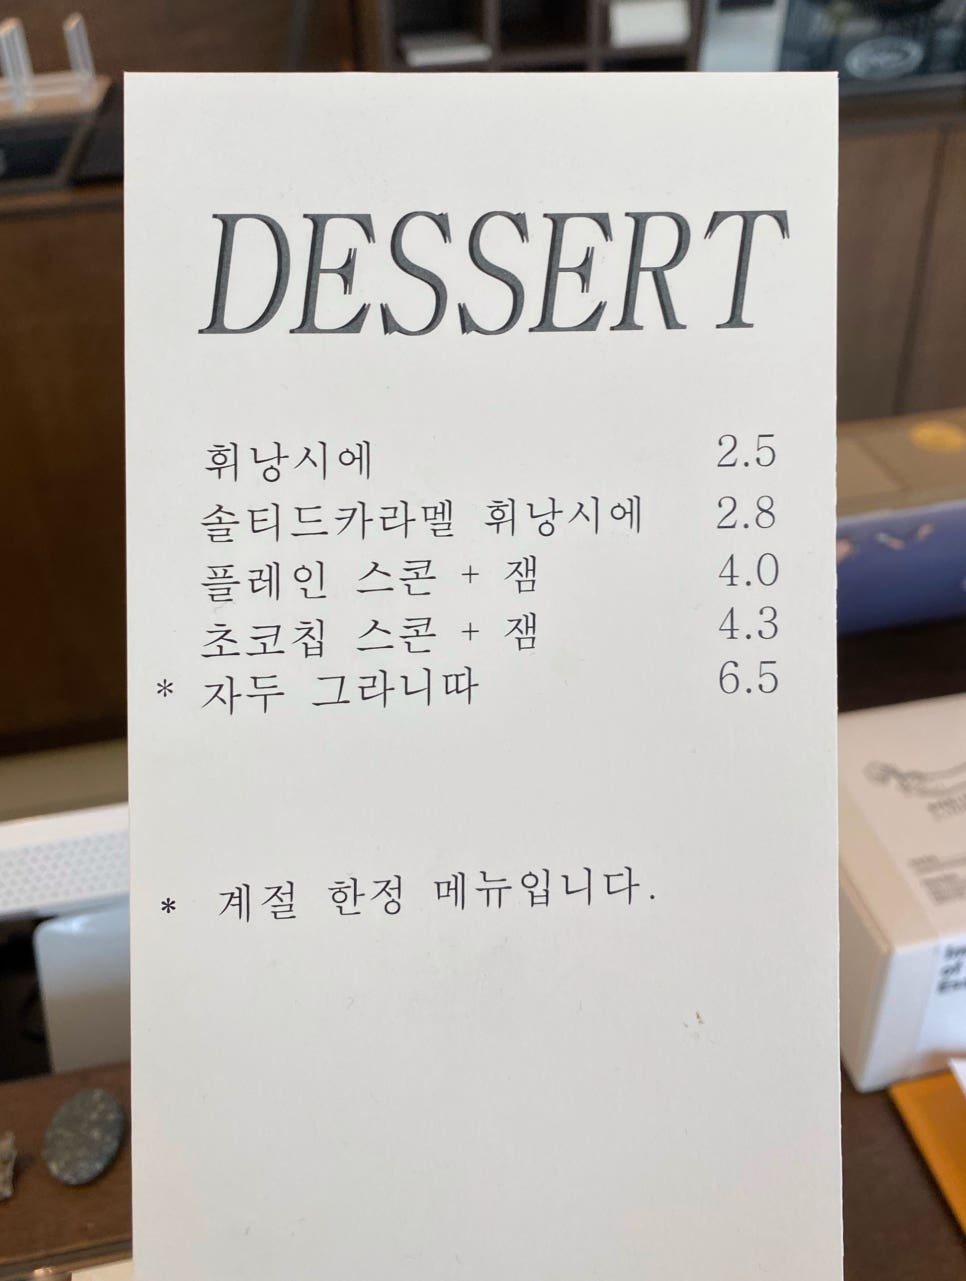 DESSERT
휘낭시에 2.5
솔티드카라멜 휘낭시에 2.8
플레인 스콘 + 잼 4.0
초코칩 스콘 + 잼 4.3
* 자두 그라니따 6.5
* 계절 한정 메뉴입니다.